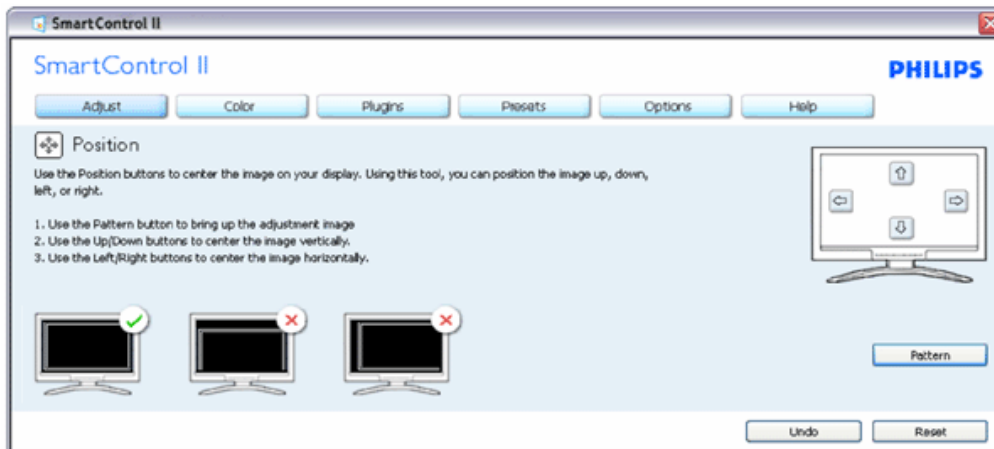 SmartControl II
SmartControl II
PHILIPS
Adjust
Color
Plugins
Presets
Options
Help
Position
Use the Position buttons to center the image on your display. Using this tool, you can position the image up, down,
left, or right.
1. Use the Pattern button to bring up the adjustment image
2. Use the Up/Down buttons to center the image vertically.
3. Use the Left/Right buttons to center the image horizontally.
Pattern
Undo
Reset